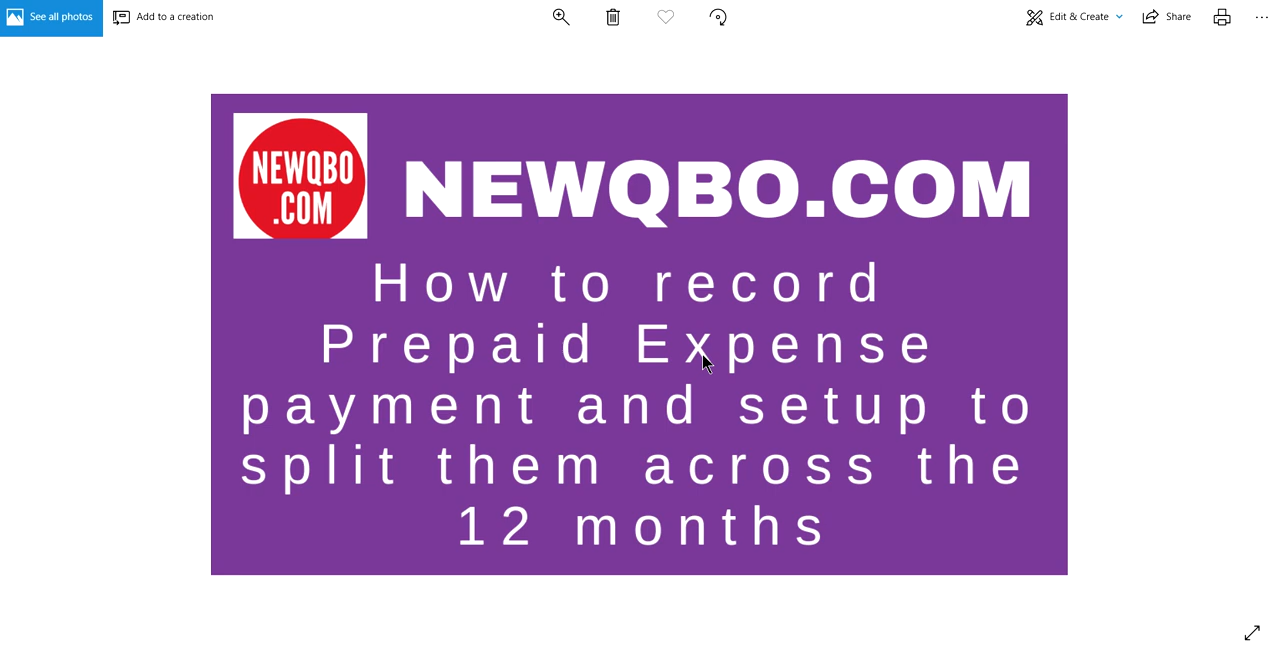 See all photos
Add to a creation
Edit & Create
Share
NEWQBO
.COM
NEWQBO.COM
How to record
Prepaid Expense
payment and setup to
split them across the
12 months